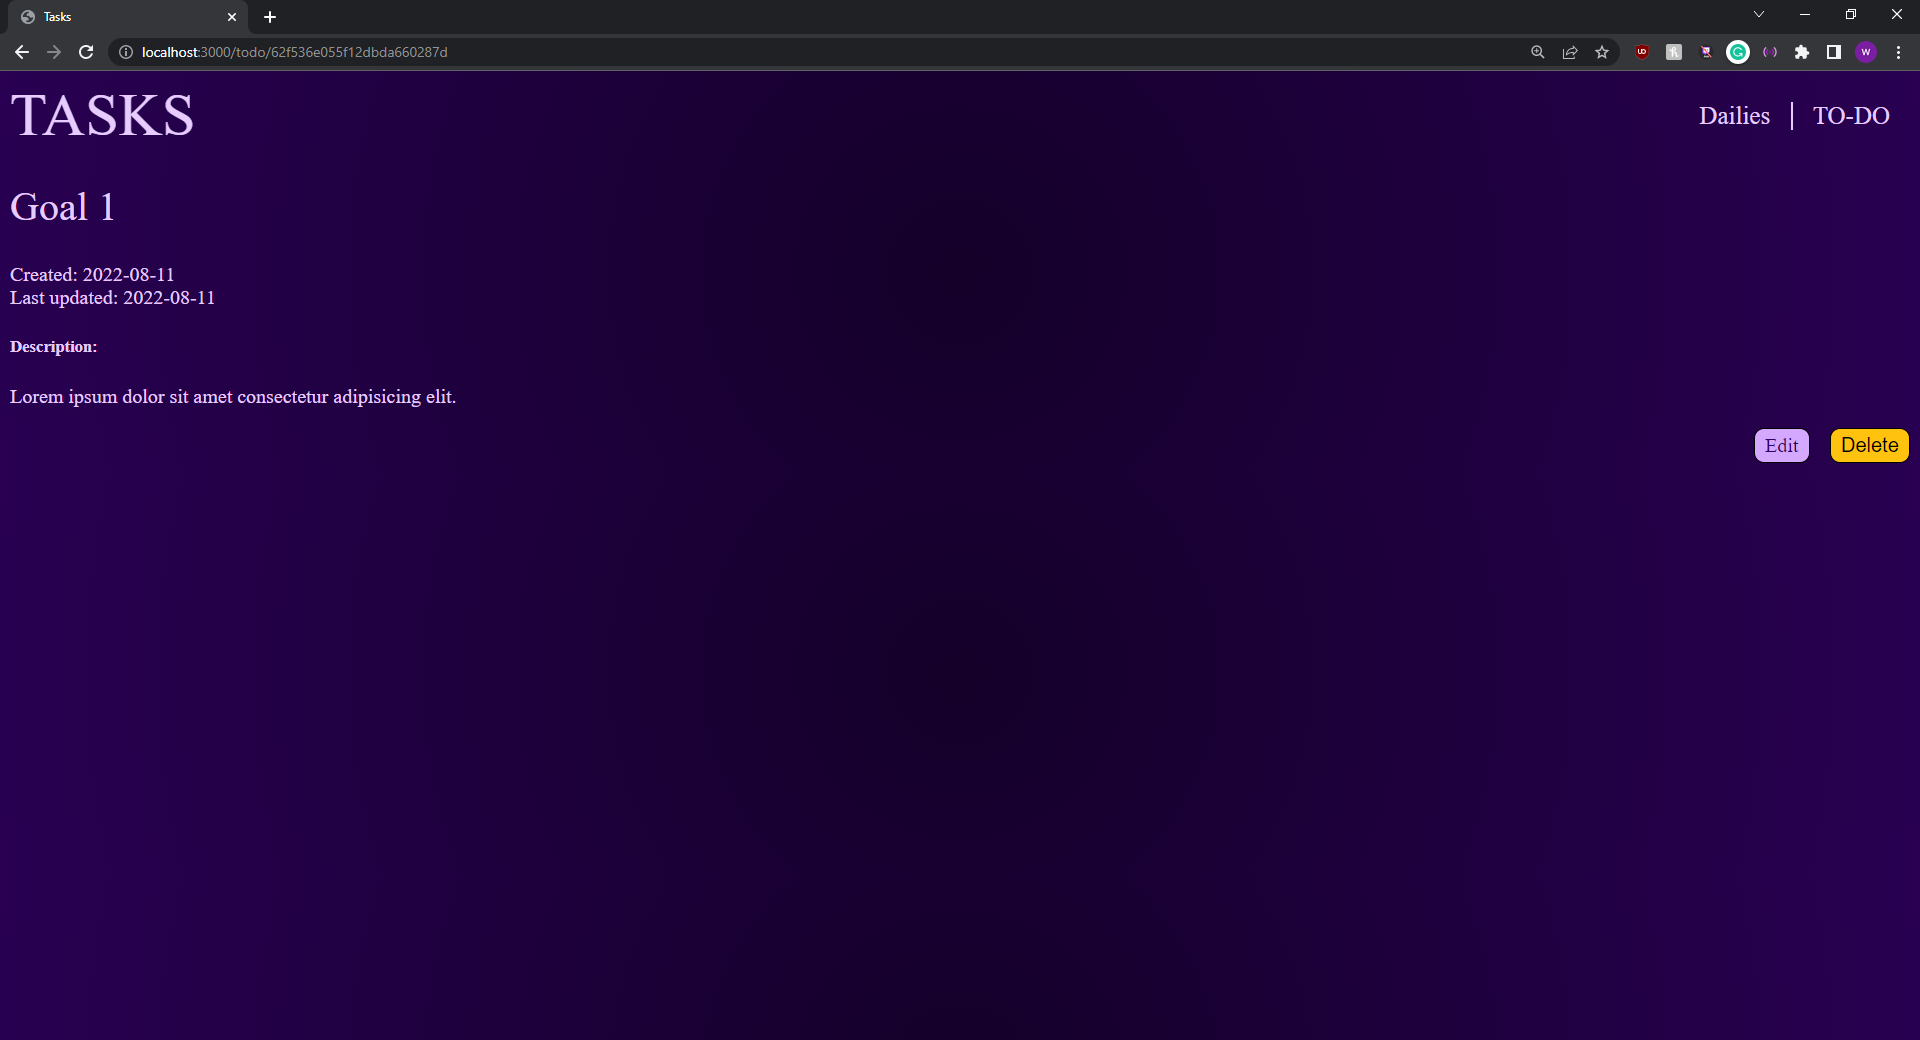 Tasks
localhost:3000/todo/62f536e055f12dbda660287d
W
TASKS
Dailies
TO-DO
Goal 1
Created: 2022-08-11
Last updated: 2022-08-11
Description:
Lorem ipsum dolor sit amet consectetur adipisicing elit.
Edit
Delete